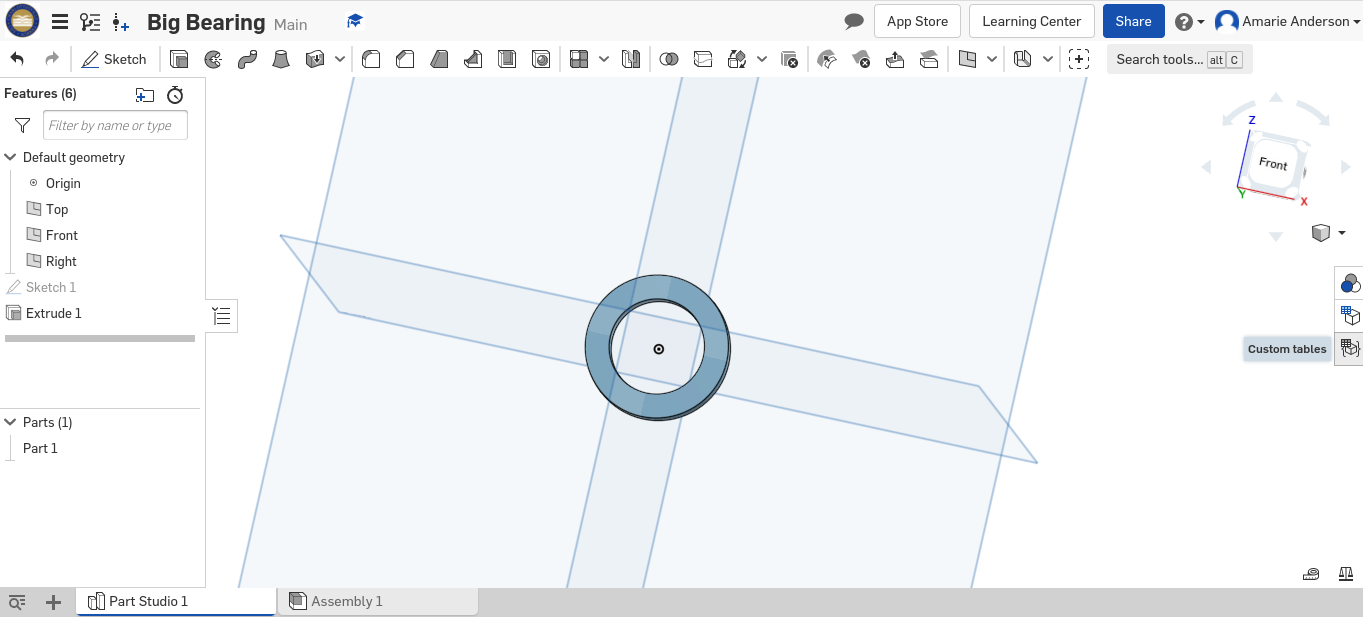 Big Bearing Main
App Store
Learning Center
Share
Amarie Anderson
Sketch
Search tools... alt C
Features (6)
Filter by name or type
Default geometry
Origin
Top
Front
Right
Sketch 1
Extrude 1
Parts (1)
Part 1
Z
Front
Y
X
Custom tables
Part Studio 1
Assembly 1